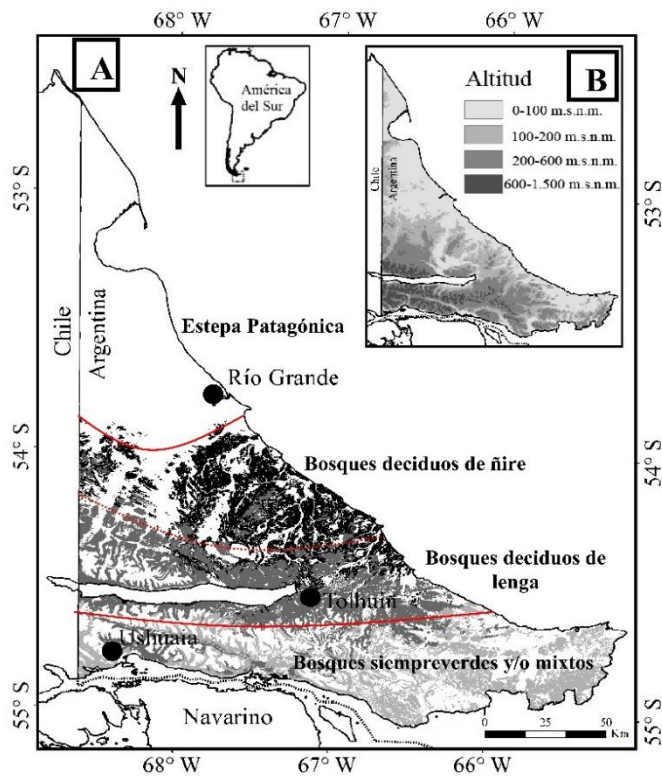 68° W
67° W
66° W
A
N
América
del Sur
B
Altitud
0-100 m.s.n.m.
100-200 m.s.n.m.
200-600 m.s.n.m.
600-1.500 m.s.n.m.
Chile
Argentina
53° S
53° S
Chile
Argentina
Estepa Patagónica
Río Grande
54° S
54° S
Bosques deciduos de ñire
Bosques deciduos de
lenga
Tolhuin
Ushuaia
Bosques siempreverdes y/o mixtos
Navarino
0
25
50
Km
55° S
55° S
68° W
67° W
66° W